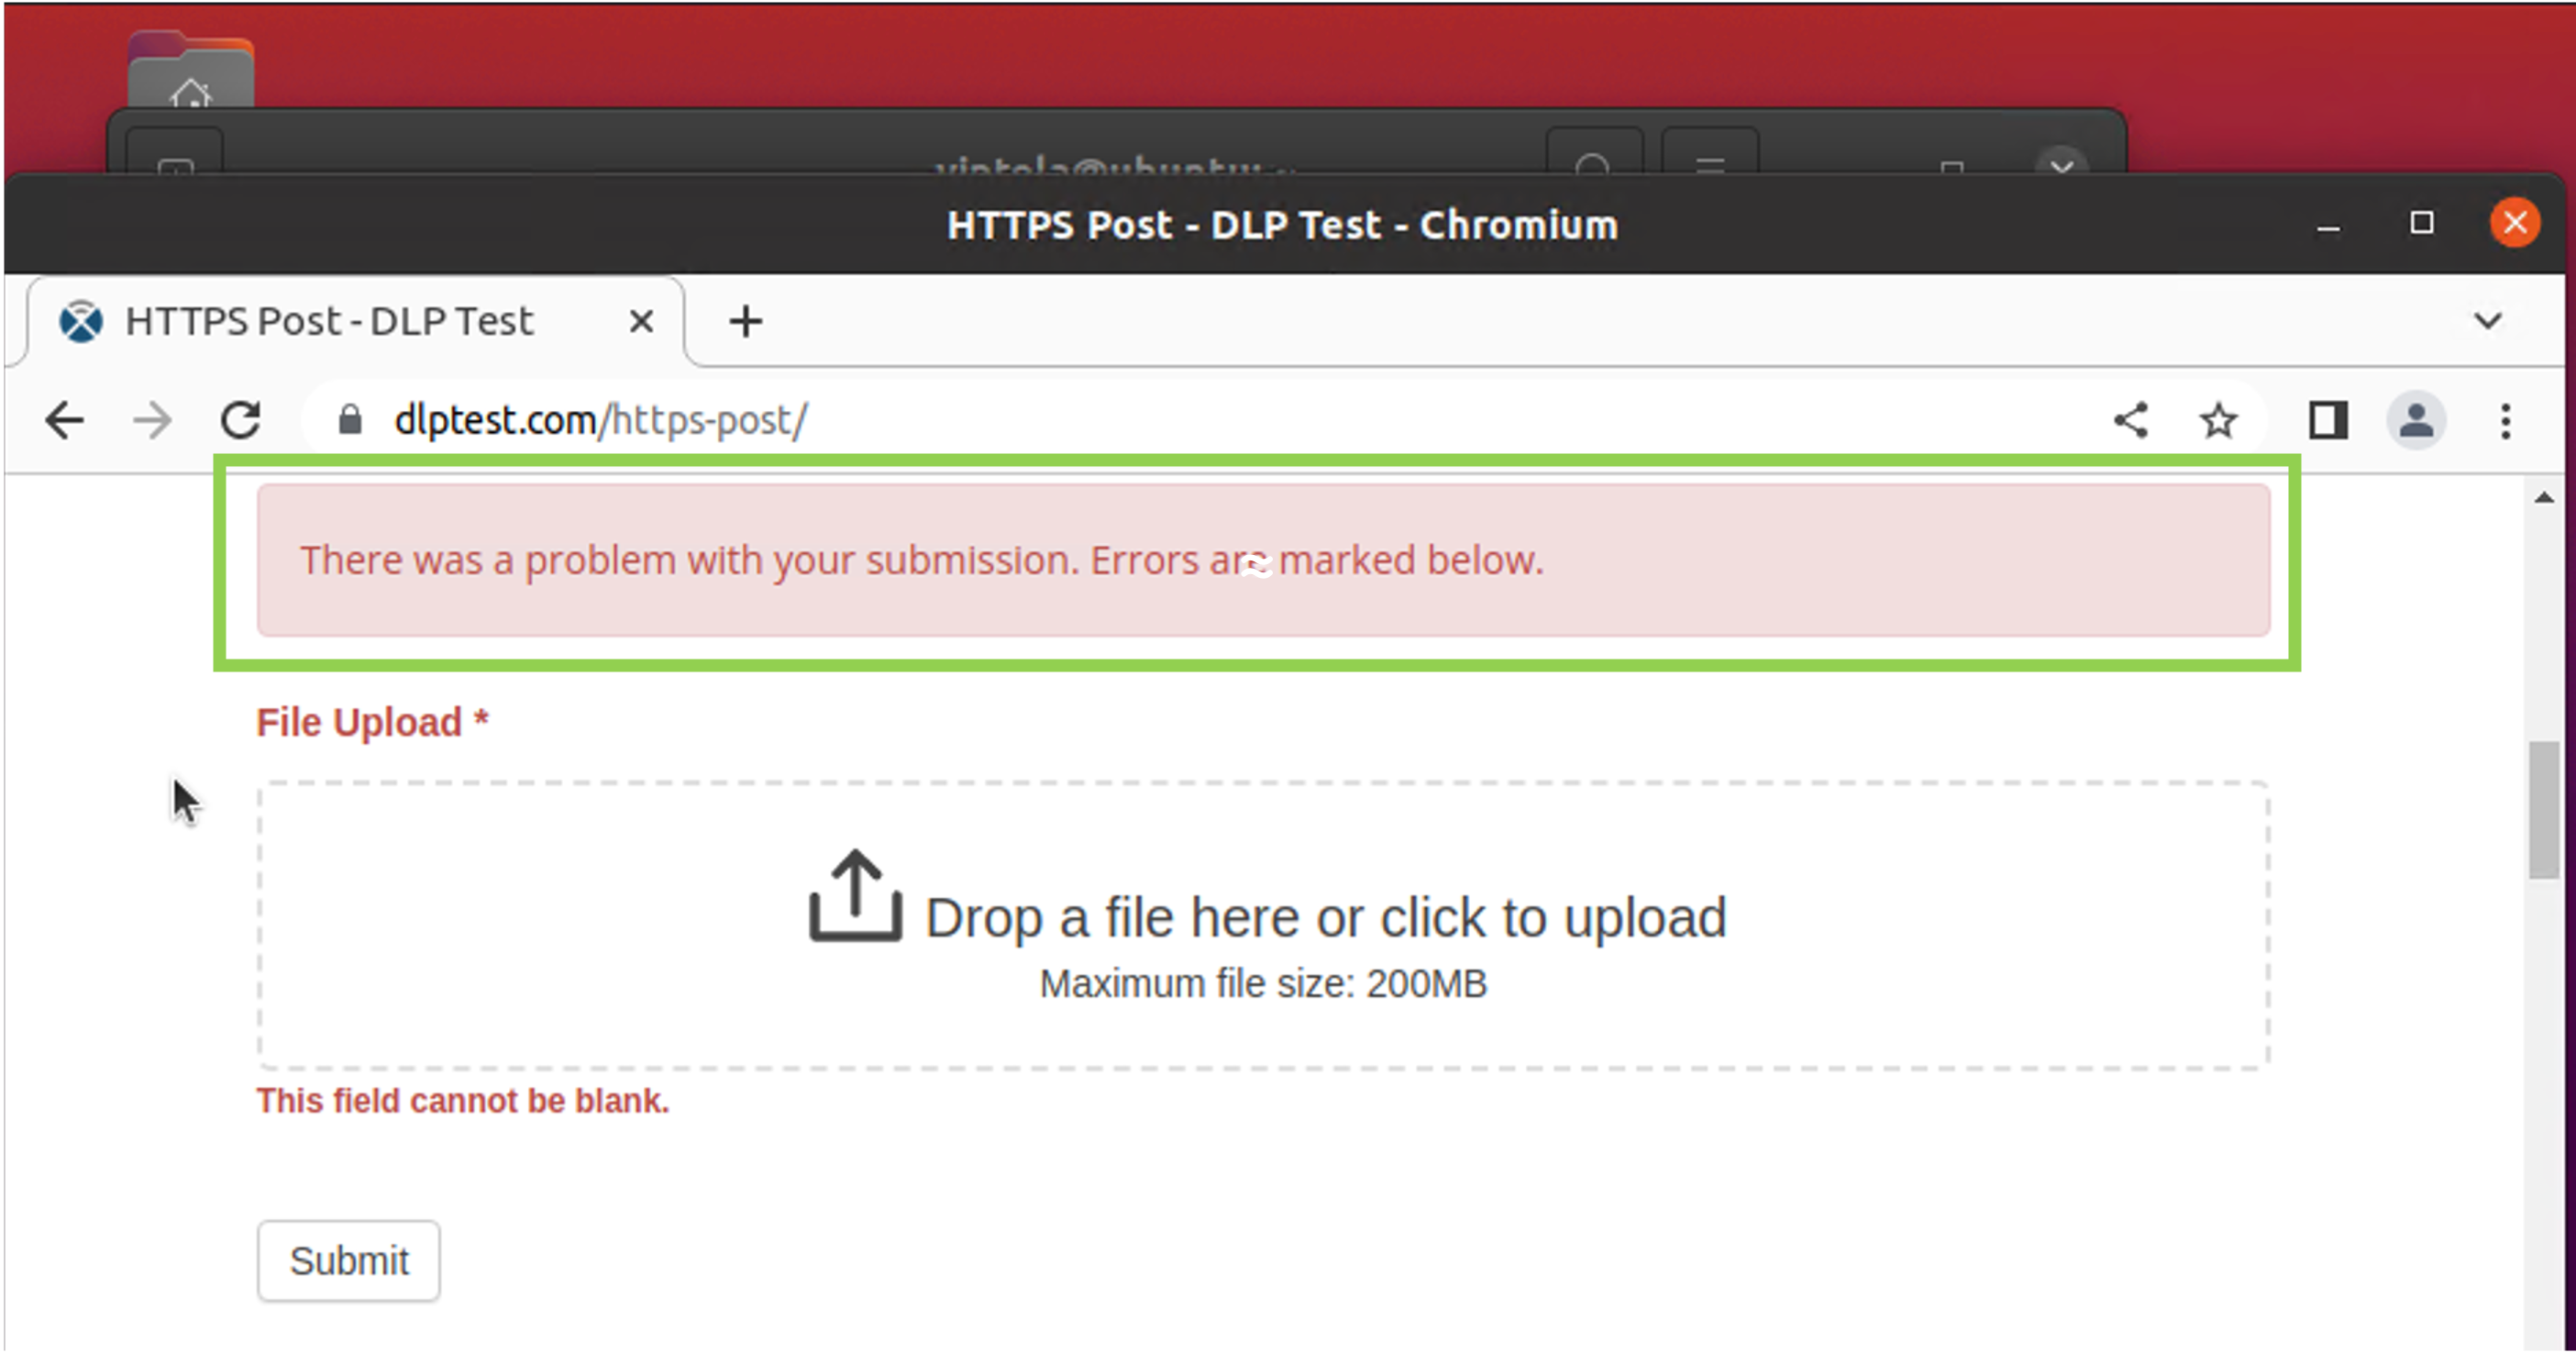 HTTPS Post - DLP Test - Chromium
HTTPS Post - DLP Test
dlptest.com/https-post/
There was a problem with your submission. Errors are marked below.
File Upload *
Drop a file here or click to upload
Maximum file size: 200MB
This field cannot be blank.
Submit